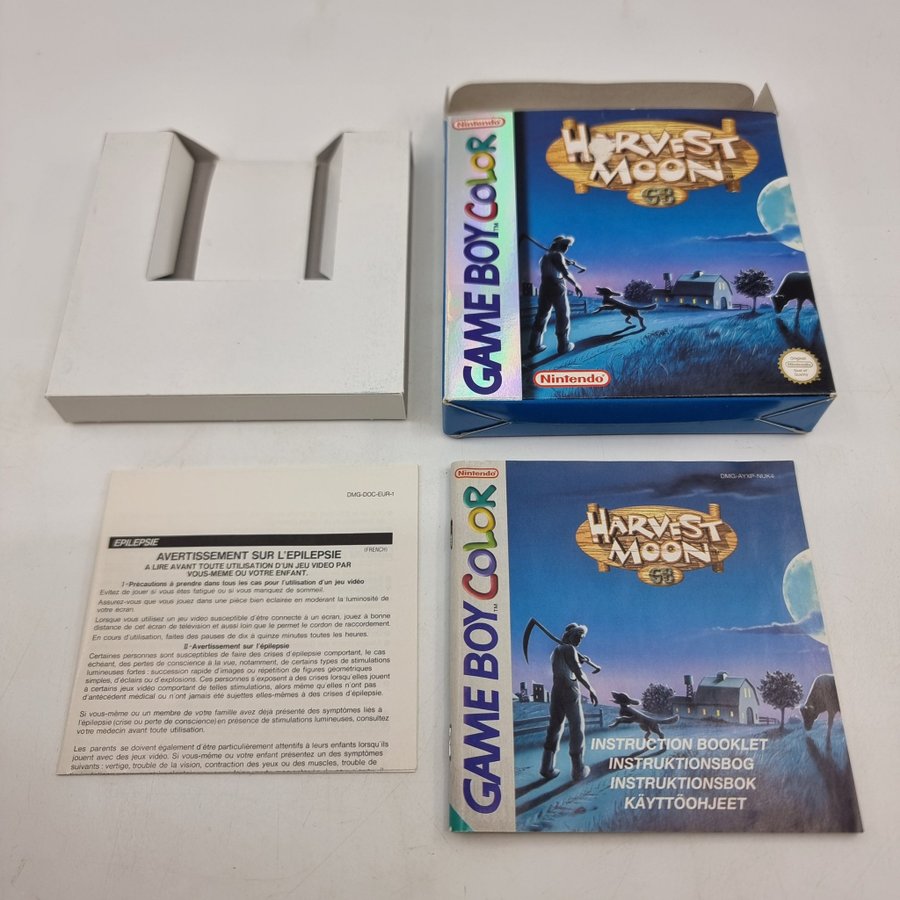 Nintendo
GAME BOY COLOR
TM
HARVEST
MOON
TM
GB
Nintendo
Original
Nintendo
Seal of
Quality
DMG-DOC-EUR-1
EPILEPSIE
(FRENCH)
AVERTISSEMENT SUR L'EPILEPSIE
A LIRE AVANT TOUTE UTILISATION D'UN JEU VIDEO PAR
VOUS-MEME OU VOTRE ENFANT.
I-Précautions à prendre dans tous les cas pour l'utilisation d'un jeu vidéo
Evitez de jouer si vous êtes fatigué ou si vous manquez de sommeil.
Assurez-vous que vous jouez dans une pièce bien éclairée en modérant la luminosité de
votre écran.
Lorsque vous utilisez un jeu vidéo susceptible d'être connecté à un écran, jouez à bonne
distance de cet écran de télévision et aussi loin que le permet le cordon de raccordement.
En cours d'utilisation, faites des pauses de dix à quinze minutes toutes les heures.
II-Avertissement sur l'épilepsie
Certaines personnes sont susceptibles de faire des crises d'épilepsie comportant, le cas
échéant, des pertes de conscience à la vue, notamment, de certains types de stimulations
lumineuses fortes : succession rapide d'images ou répétition de figures géométriques
simples, d'éclairs ou d'explosions. Ces personnes s'exposent à des crises lorsqu'elles jouent
à certains jeux vidéo comportant de telles stimulations, alors même qu'elles n'ont pas
d'antécédent médical ou n'ont jamais été sujettes elles-mêmes à des crises d'épilepsie.
Si vous-même ou un membre de votre famille avez déjà présenté des symptômes liés à
l'épilepsie (crise ou perte de conscience) en présence de stimulations lumineuses, consultez
votre médecin avant toute utilisation.
Les parents se doivent également d'être particulièrement attentifs à leurs enfants lorsqu'ils
jouent avec des jeux vidéo. Si vous-même ou votre enfant présentez un des symptômes
suivants : vertige, trouble de la vision, contraction des yeux ou des muscles, trouble de
Nintendo
GAME BOY COLOR
TM
DMG-AYXP-NUK4
HARVEST
MOON
TM
GB
INSTRUCTION BOOKLET
INSTRUKTIONSBOG
INSTRUKTIONSBOK
KÄYTTÖOHJEET